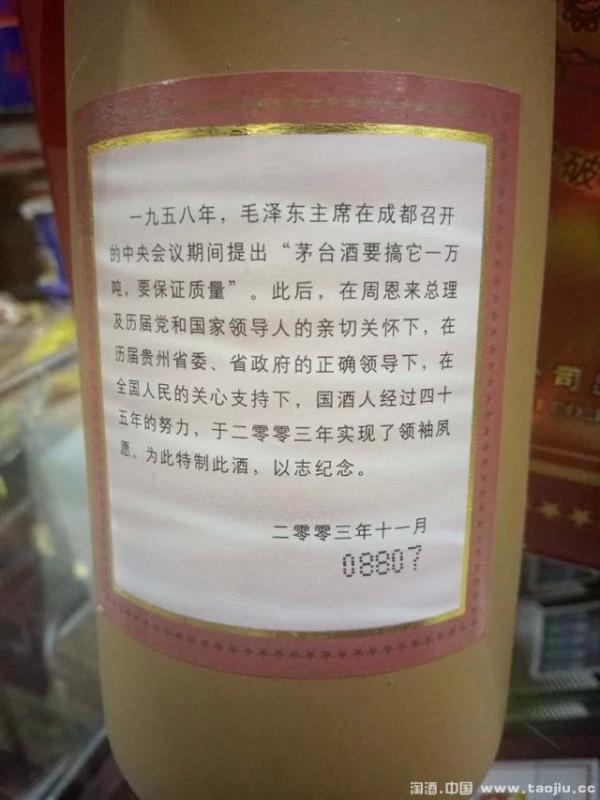 一九五八年，毛泽东主席在成都召开
的中央会议期间提出“茅台酒要搞它一万
吨，要保证质量”。此后，在周恩来总理
及历届党和国家领导人的亲切关怀下，在
历届贵州省委、省政府的正确领导下，在
全国人民的关心支持下，国酒人经过四十
五年的努力，于二零零三年实现了领袖夙
愿。为此特制此酒，以志纪念。
二零零三年十一月
08807
破
司
淘酒.中国 www.taojiu.cc